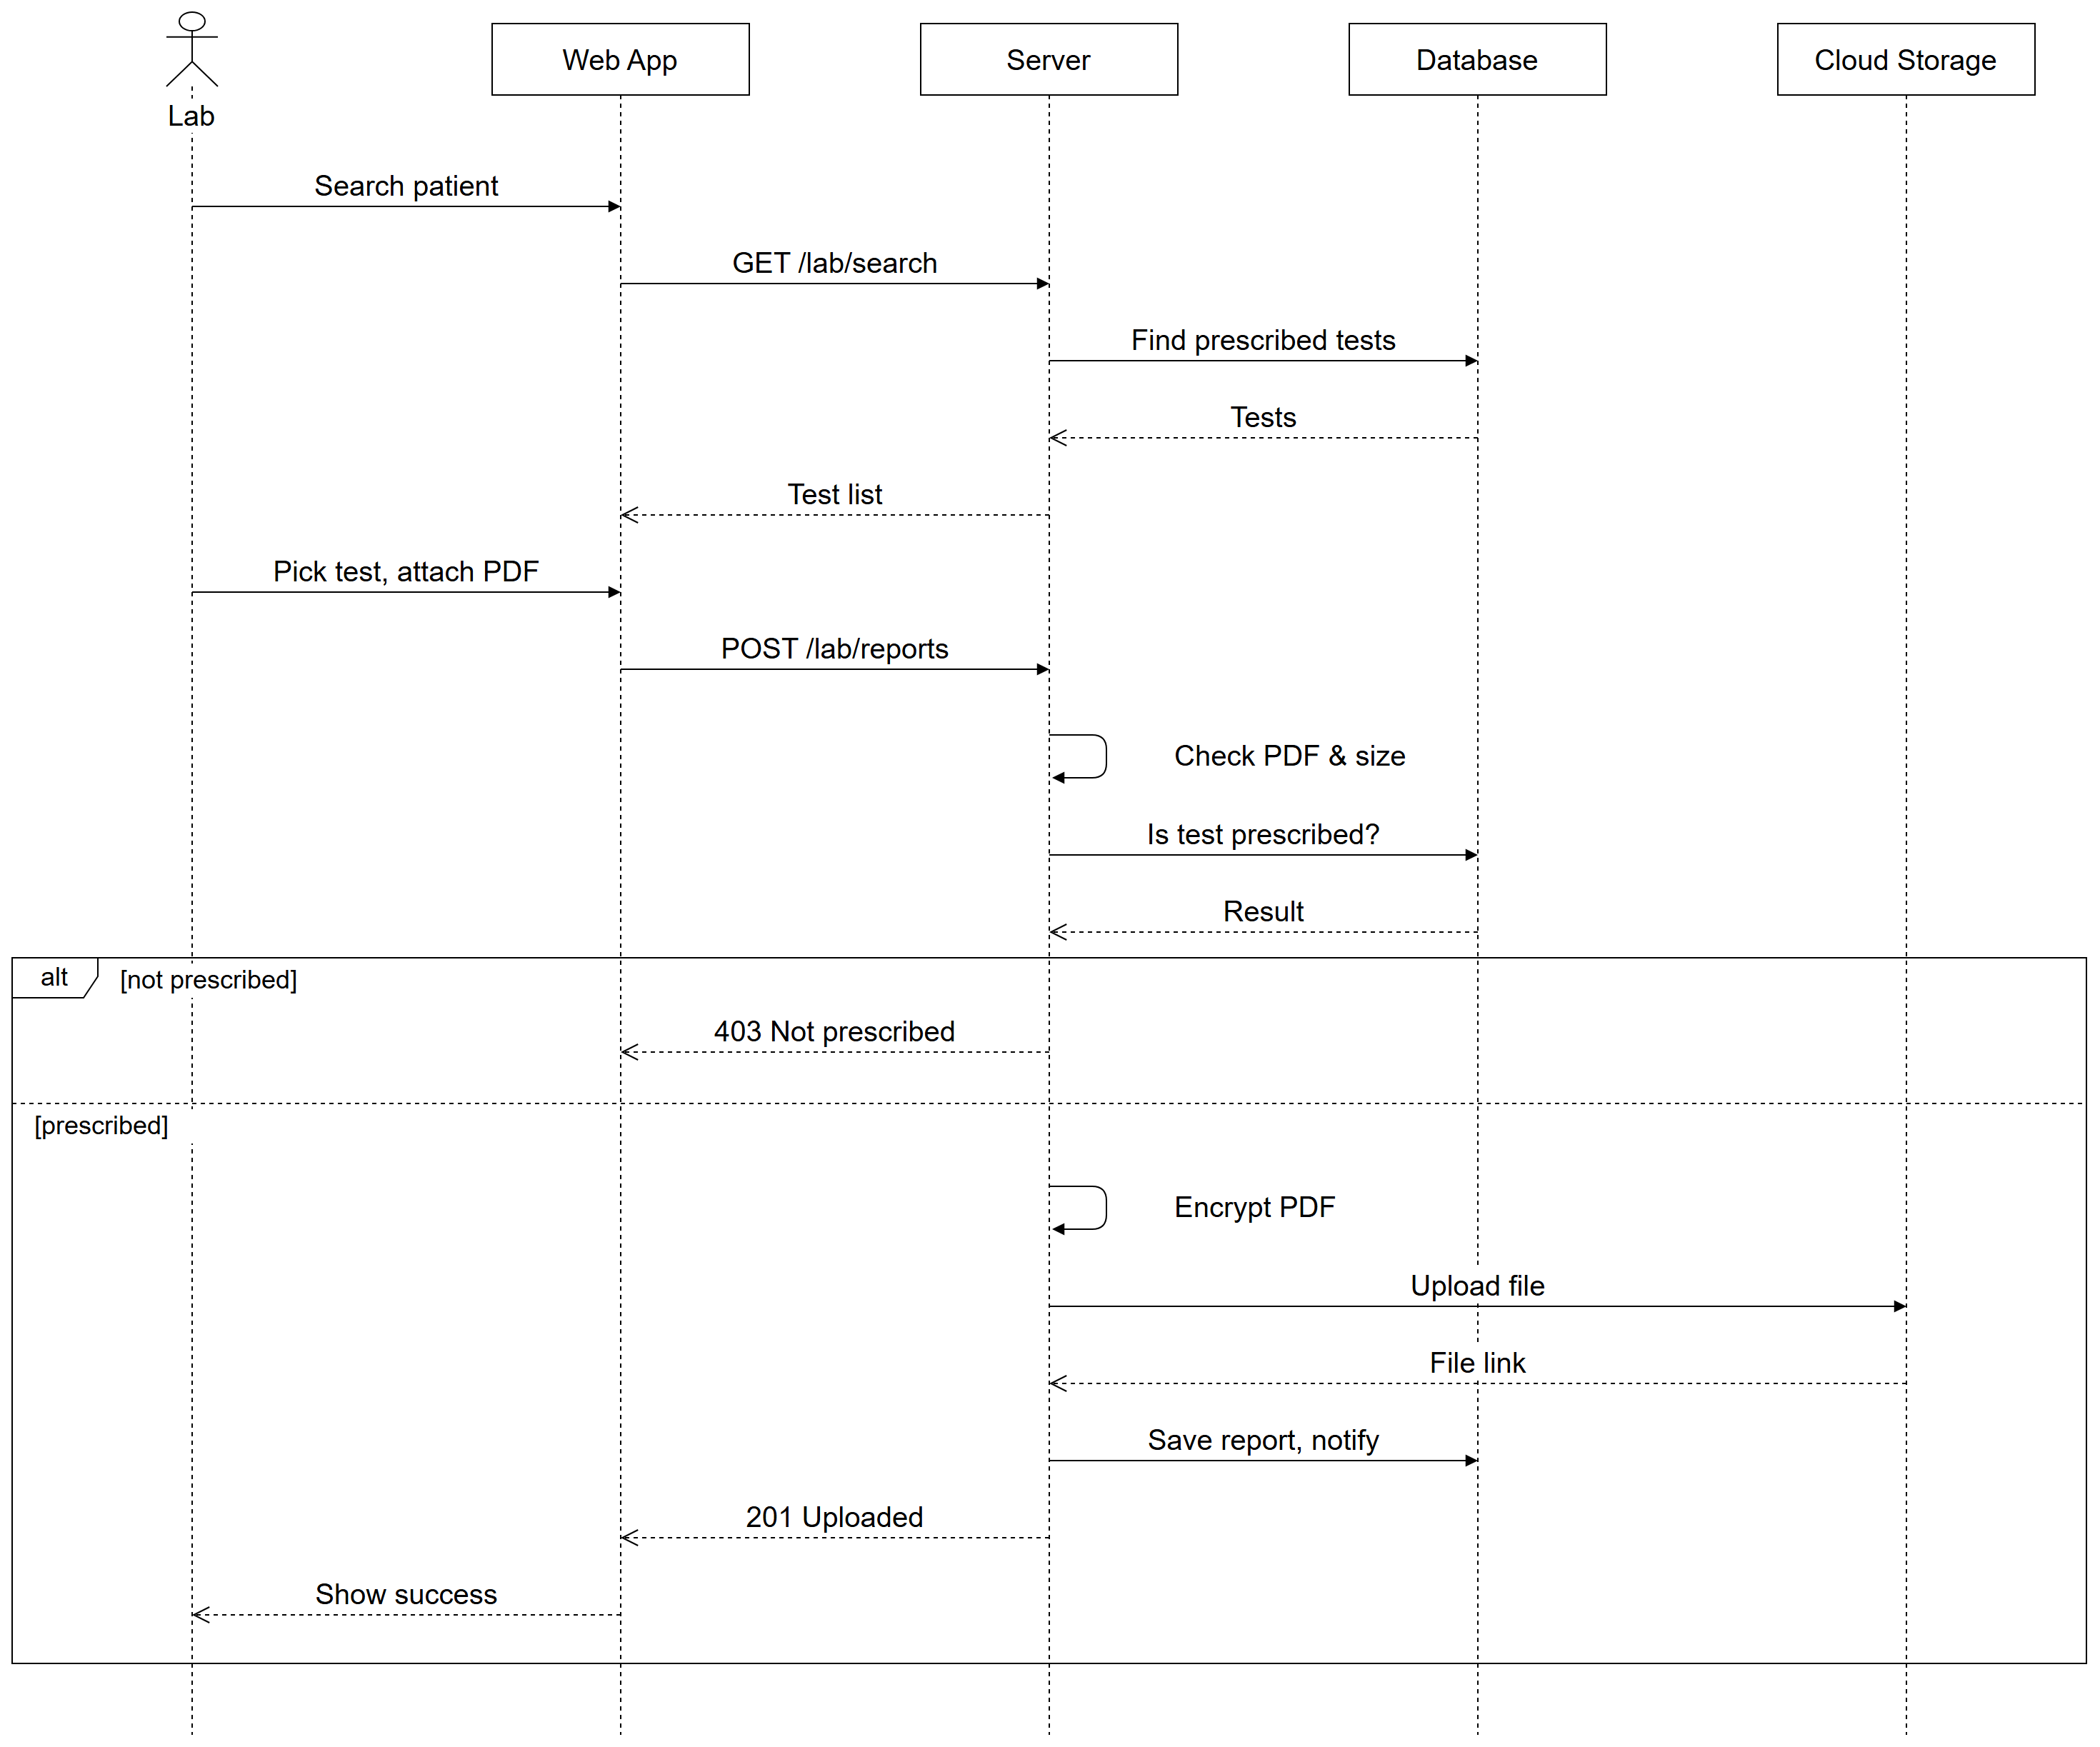 Lab
Web App
Server
Database
Cloud Storage
Search patient
GET /lab/search
Find prescribed tests
Tests
Test list
Pick test, attach PDF
POST /lab/reports
Check PDF & size
Is test prescribed?
Result
alt
[not prescribed]
403 Not prescribed
[prescribed]
Encrypt PDF
Upload file
File link
Save report, notify
201 Uploaded
Show success